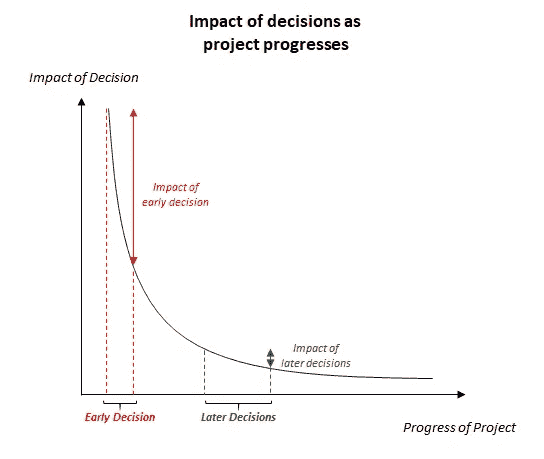 Impact of decisions as
project progresses
Impact of Decision
Impact of
early decision
Impact of
later decisions
Early Decision
Later Decisions
Progress of Project